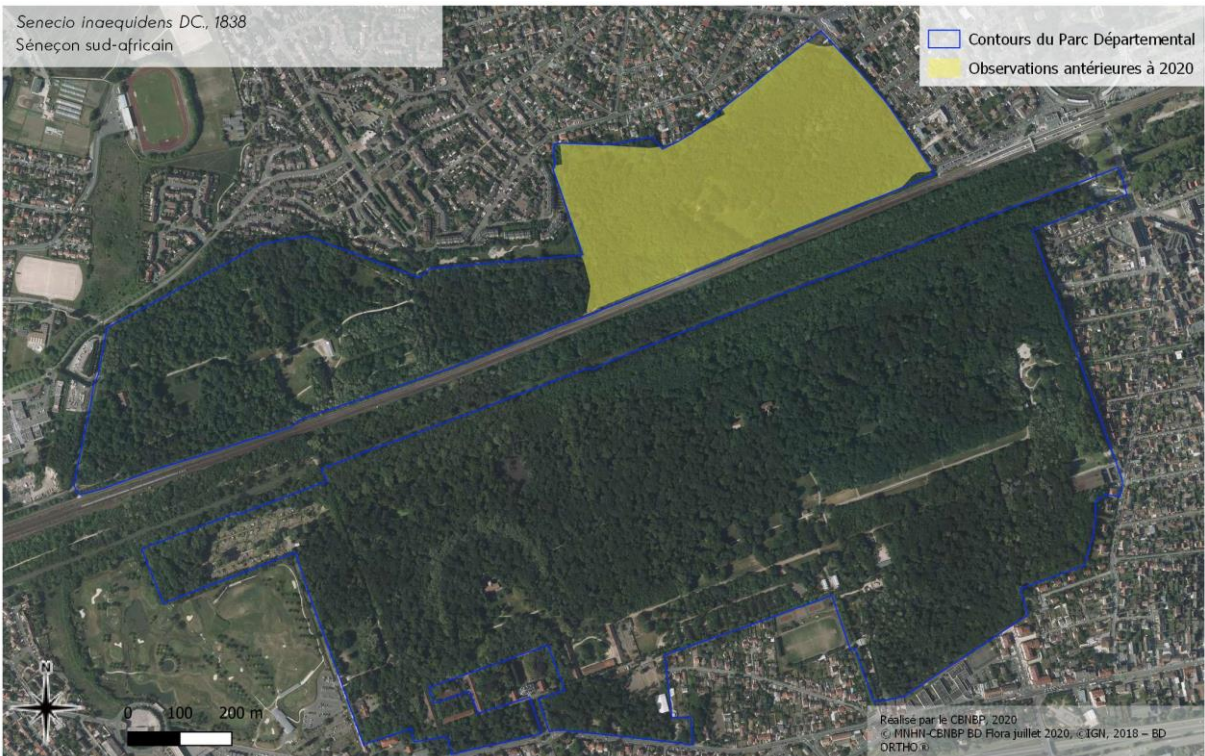 Senecio inaequidens DC., 1838
Séneçon sud-africain
Contours du Parc Départemental
Observations antérieures à 2020
N
0 100 200 m
Réalisé par le CBNBP, 2020
© MNHN-CBNBP BD Flora juillet 2020, ©IGN, 2018 – BD
ORTHO ®